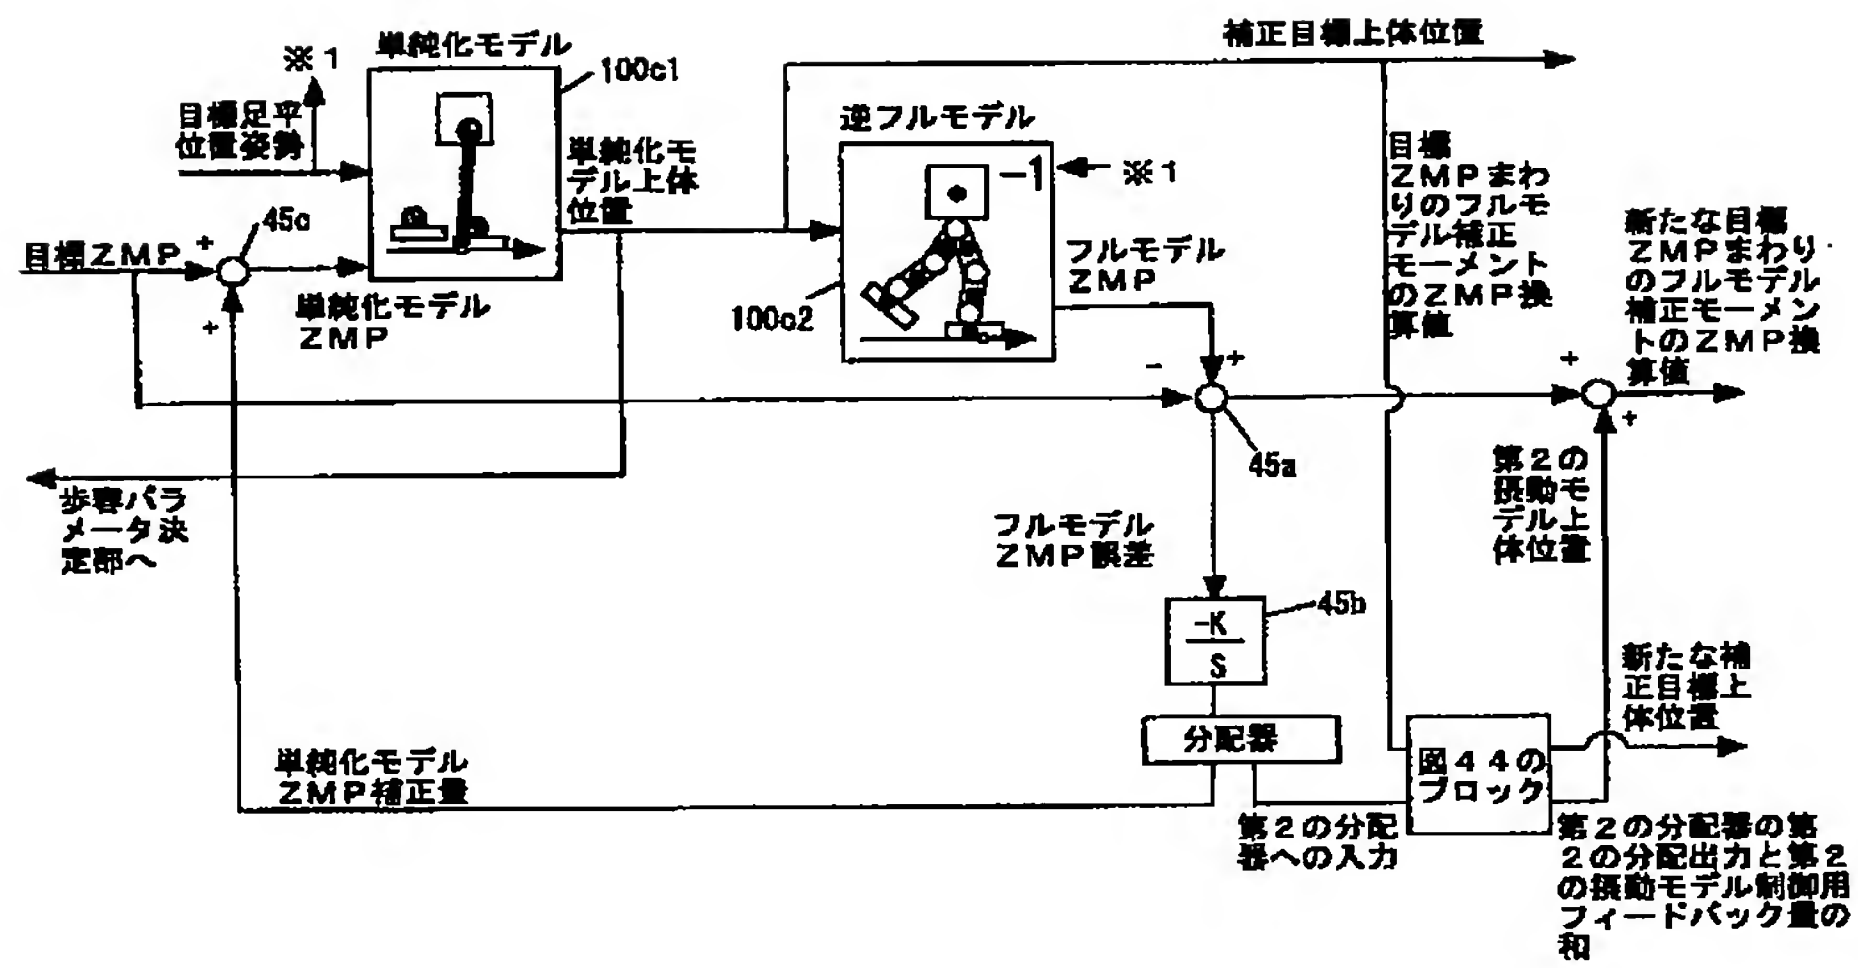 補正目標上体位置
単純化モデル
※1
100c1
目標足平
位置姿勢
逆フルモデル
単純化モ
デル上体
位置
-1
※1
目標
ZMPまわ
りのフルモ
デル補正
モーメント
のZMP換
算値
45c
+
目標ZMP
+
単純化モデル
ZMP
フルモデル
ZMP
100c2
新たな目標
ZMPまわり
のフルモデル
補正モーメン
トのZMP換
算値
-
+
+
+
45a
歩容パラ
メータ決
定部へ
第2の
摂動モ
デル上
体位置
フルモデル
ZMP誤差
45b
-K
S
新たな補
正目標上
体位置
分配器
単純化モデル
ZMP補正量
図44の
ブロック
第2の分配
器への入力
第2の分配器の第
2の分配出力と第2
の摂動モデル制御用
フィードバック量の
和